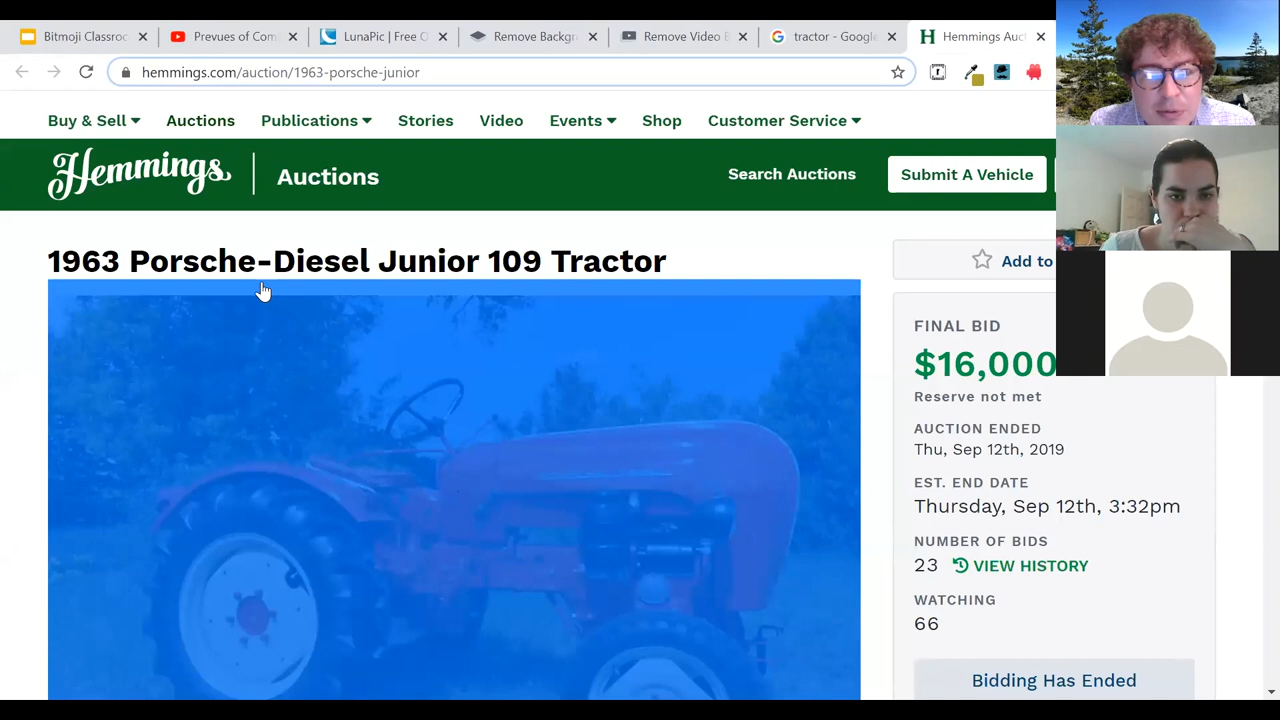 Bitmoji Classroo
Prevues of Com
LunaPic | Free O
Remove Backgr
Remove Video B
tractor - Google
Hemmings Auct
hemmings.com/auction/1963-porsche-junior
Buy & Sell
Auctions
Publications
Stories
Video
Events
Shop
Customer Service
Hemmings
Auctions
Search Auctions
Submit A Vehicle
1963 Porsche-Diesel Junior 109 Tractor
Add to
FINAL BID
$16,000
Reserve not met
AUCTION ENDED
Thu, Sep 12th, 2019
EST. END DATE
Thursday, Sep 12th, 3:32pm
NUMBER OF BIDS
23 VIEW HISTORY
WATCHING
66
Bidding Has Ended